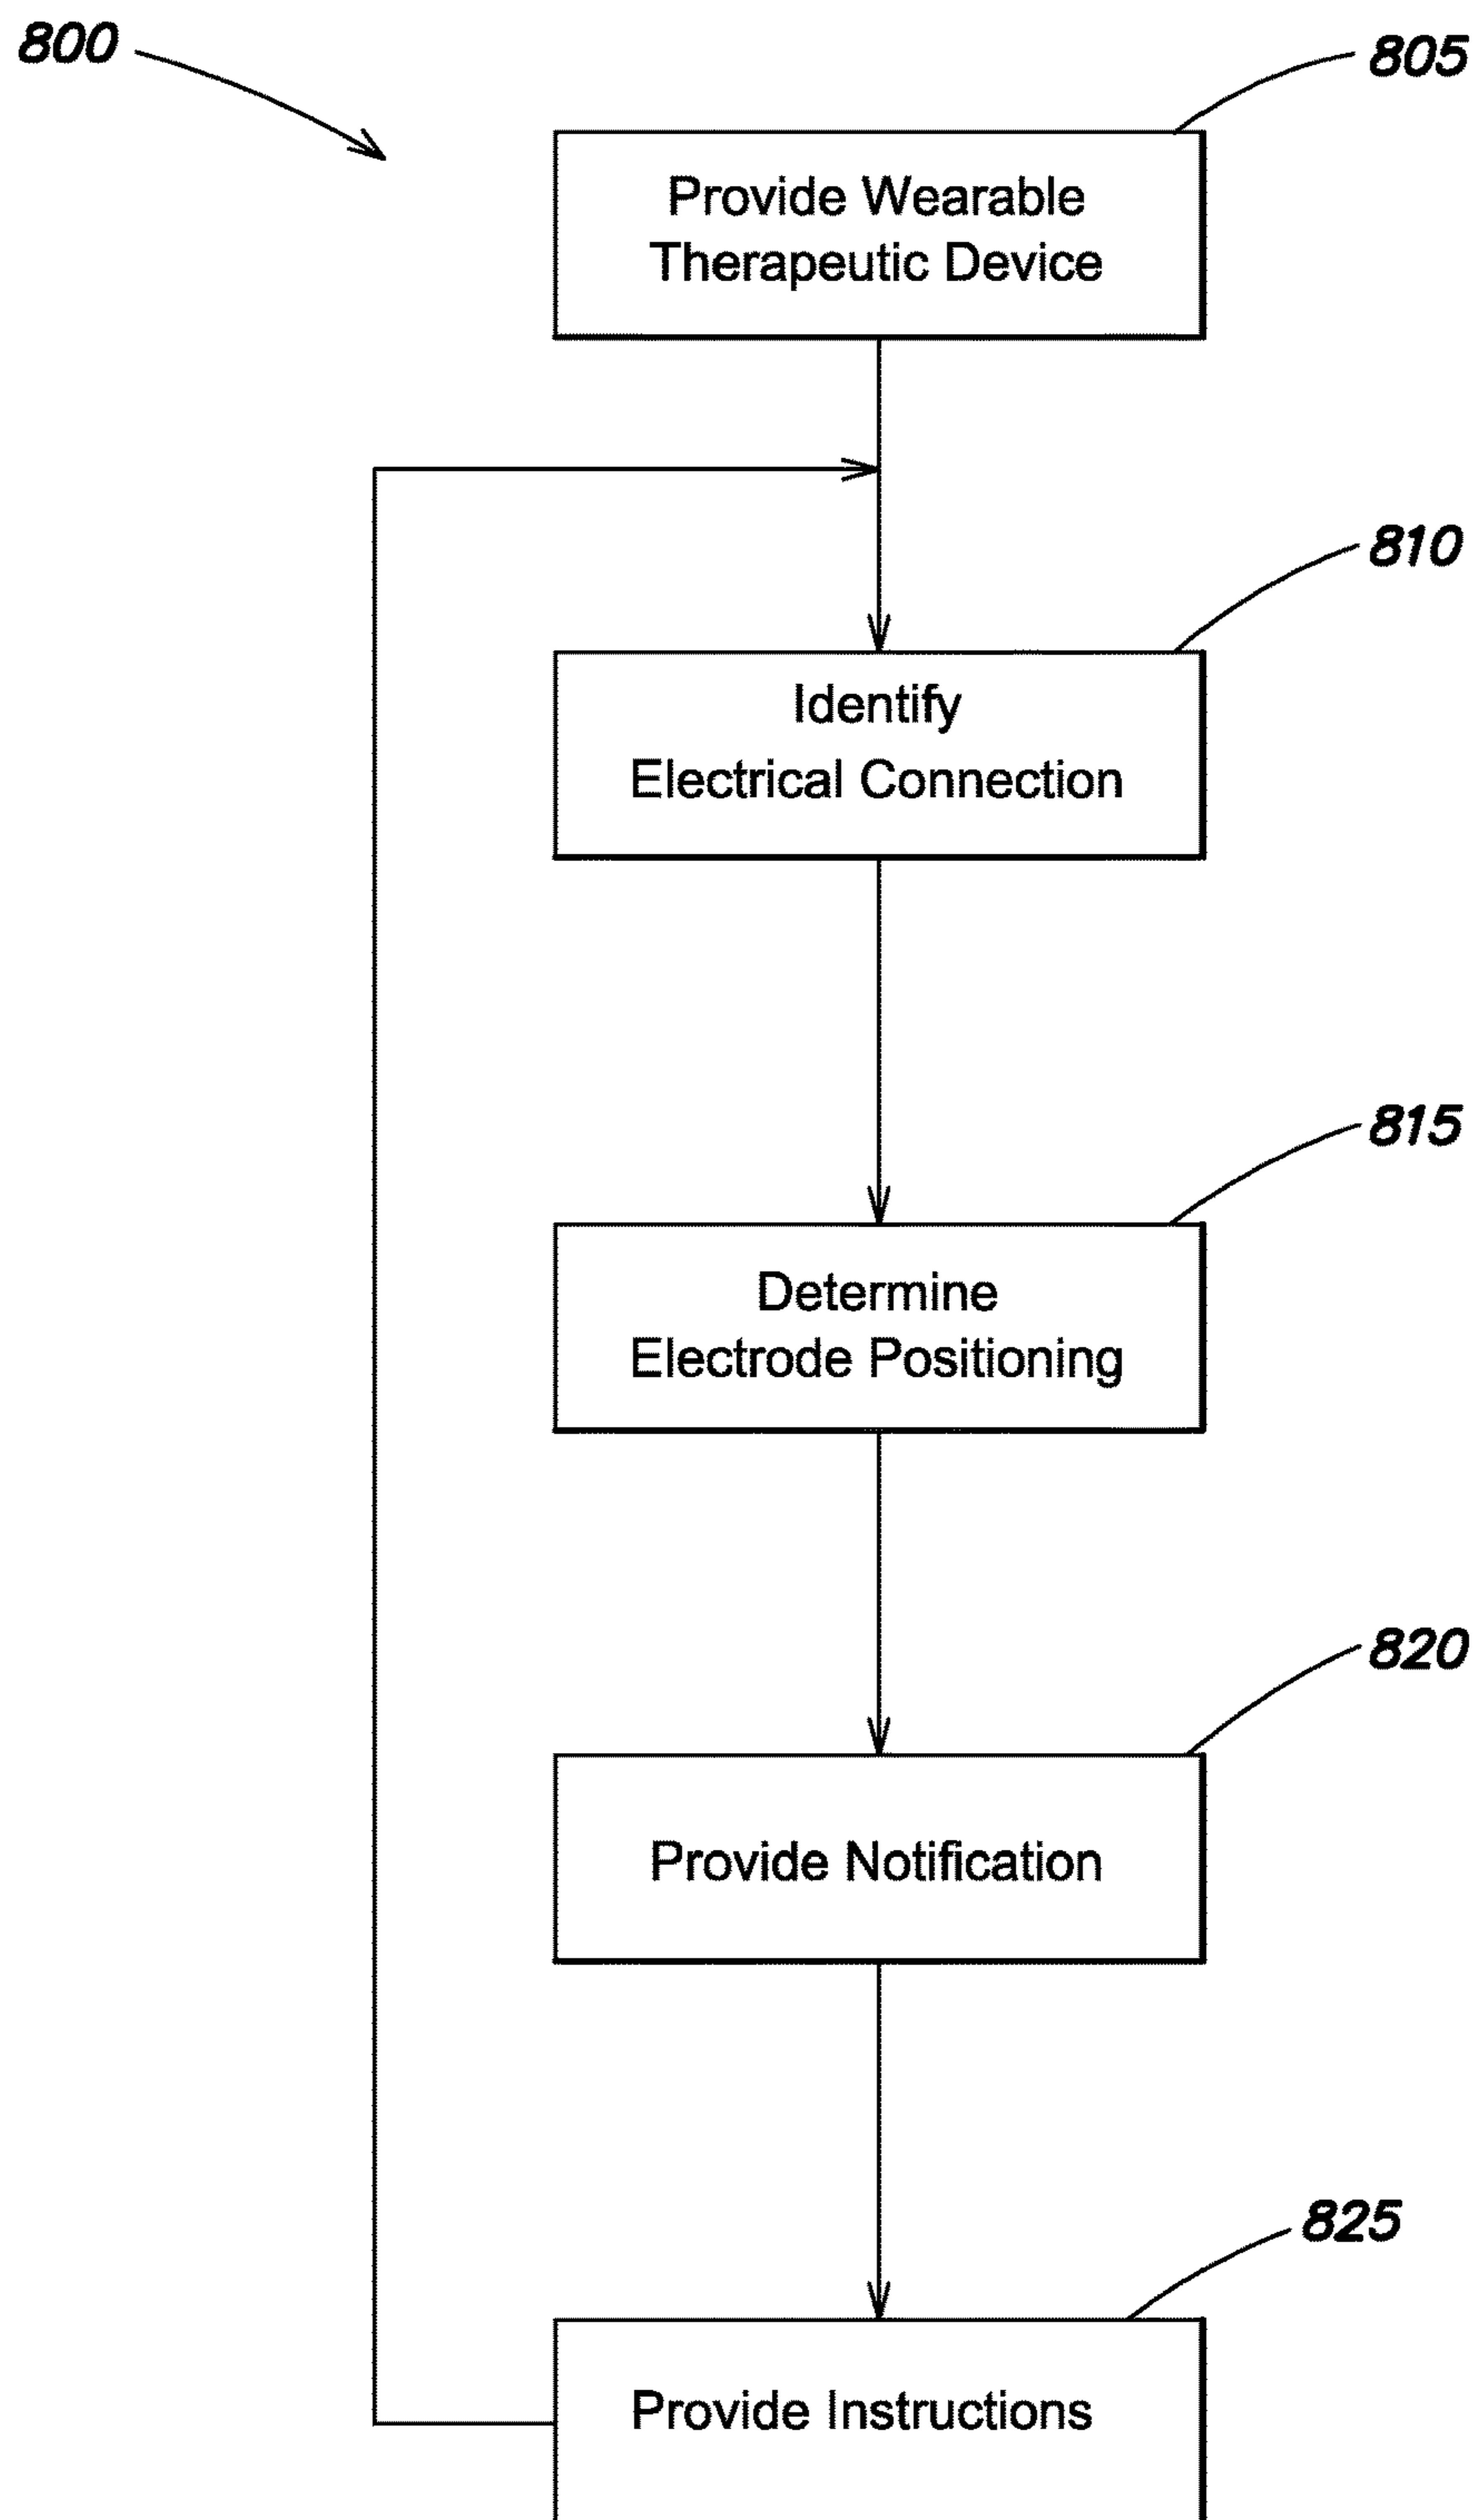 800
805
Provide Wearable
Therapeutic Device
810
Identify
Electrical Connection
815
Determine
Electrode Positioning
820
Provide Notification
825
Provide Instructions